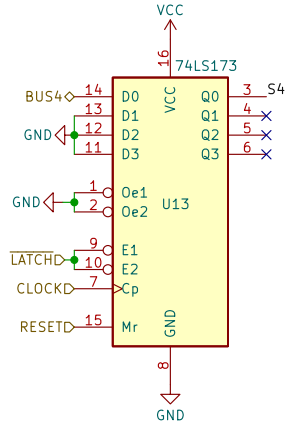 VCC
16
74LS173
VCC
BUS4 14 D0 Q0 3 S4
13 D1 Q1 4
GND 12 D2 Q2 5
11 D3 Q3 6
GND 1 Oe1
2 Oe2
U13
9 E1
LATCH 10 E2
CLOCK 7 Cp
RESET 15 Mr
GND
8
GND